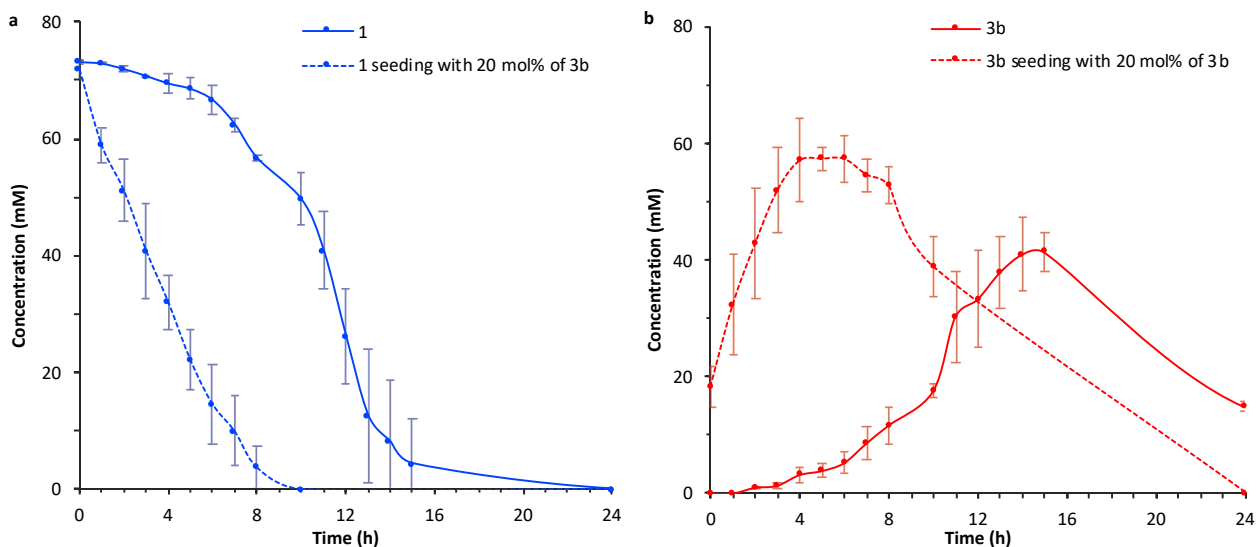 a
1
1 seeding with 20 mol% of 3b
80
60
40
20
0
Concentration (mM)
0 4 8 12 16 20 24
Time (h)
b
3b
3b seeding with 20 mol% of 3b
80
60
40
20
0
Concentration (mM)
0 4 8 12 16 20 24
Time (h)